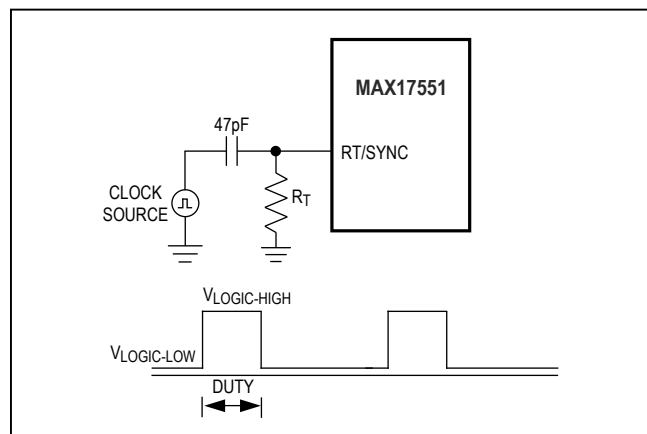 MAX17551
47pF
RT/SYNC
CLOCK
SOURCE
RT
VLOGIC-HIGH
VLOGIC-LOW
DUTY